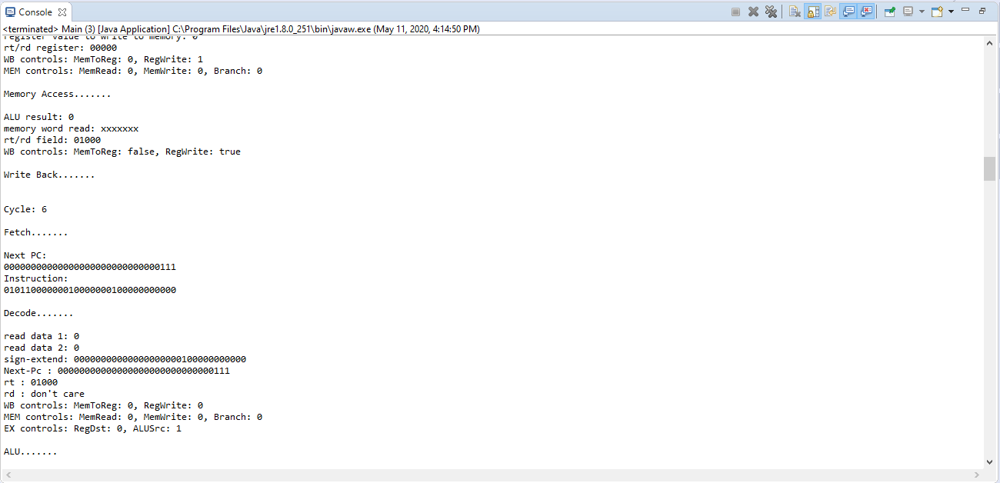 Console
<terminated> Main (3) [Java Application] C:\Program Files\Java\jre1.8.0_251\bin\javaw.exe (May 11, 2020, 4:14:50 PM)
register value to write to memory: 0
rt/rd register: 00000
WB controls: MemToReg: 0, RegWrite: 1
MEM controls: MemRead: 0, MemWrite: 0, Branch: 0
Memory Access.......
ALU result: 0
memory word read: xxxxxxx
rt/rd field: 01000
WB controls: MemToReg: false, RegWrite: true
Write Back.......
Cycle: 6
Fetch.......
Next PC:
00000000000000000000000000000111
Instruction:
01011000000010000000100000000000
Decode.......
read data 1: 0
read data 2: 0
sign-extend: 00000000000000000000100000000000
Next-Pc : 00000000000000000000000000000111
rt : 01000
rd : don't care
WB controls: MemToReg: 0, RegWrite: 0
MEM controls: MemRead: 0, MemWrite: 0, Branch: 0
EX controls: RegDst: 0, ALUSrc: 1
ALU.......